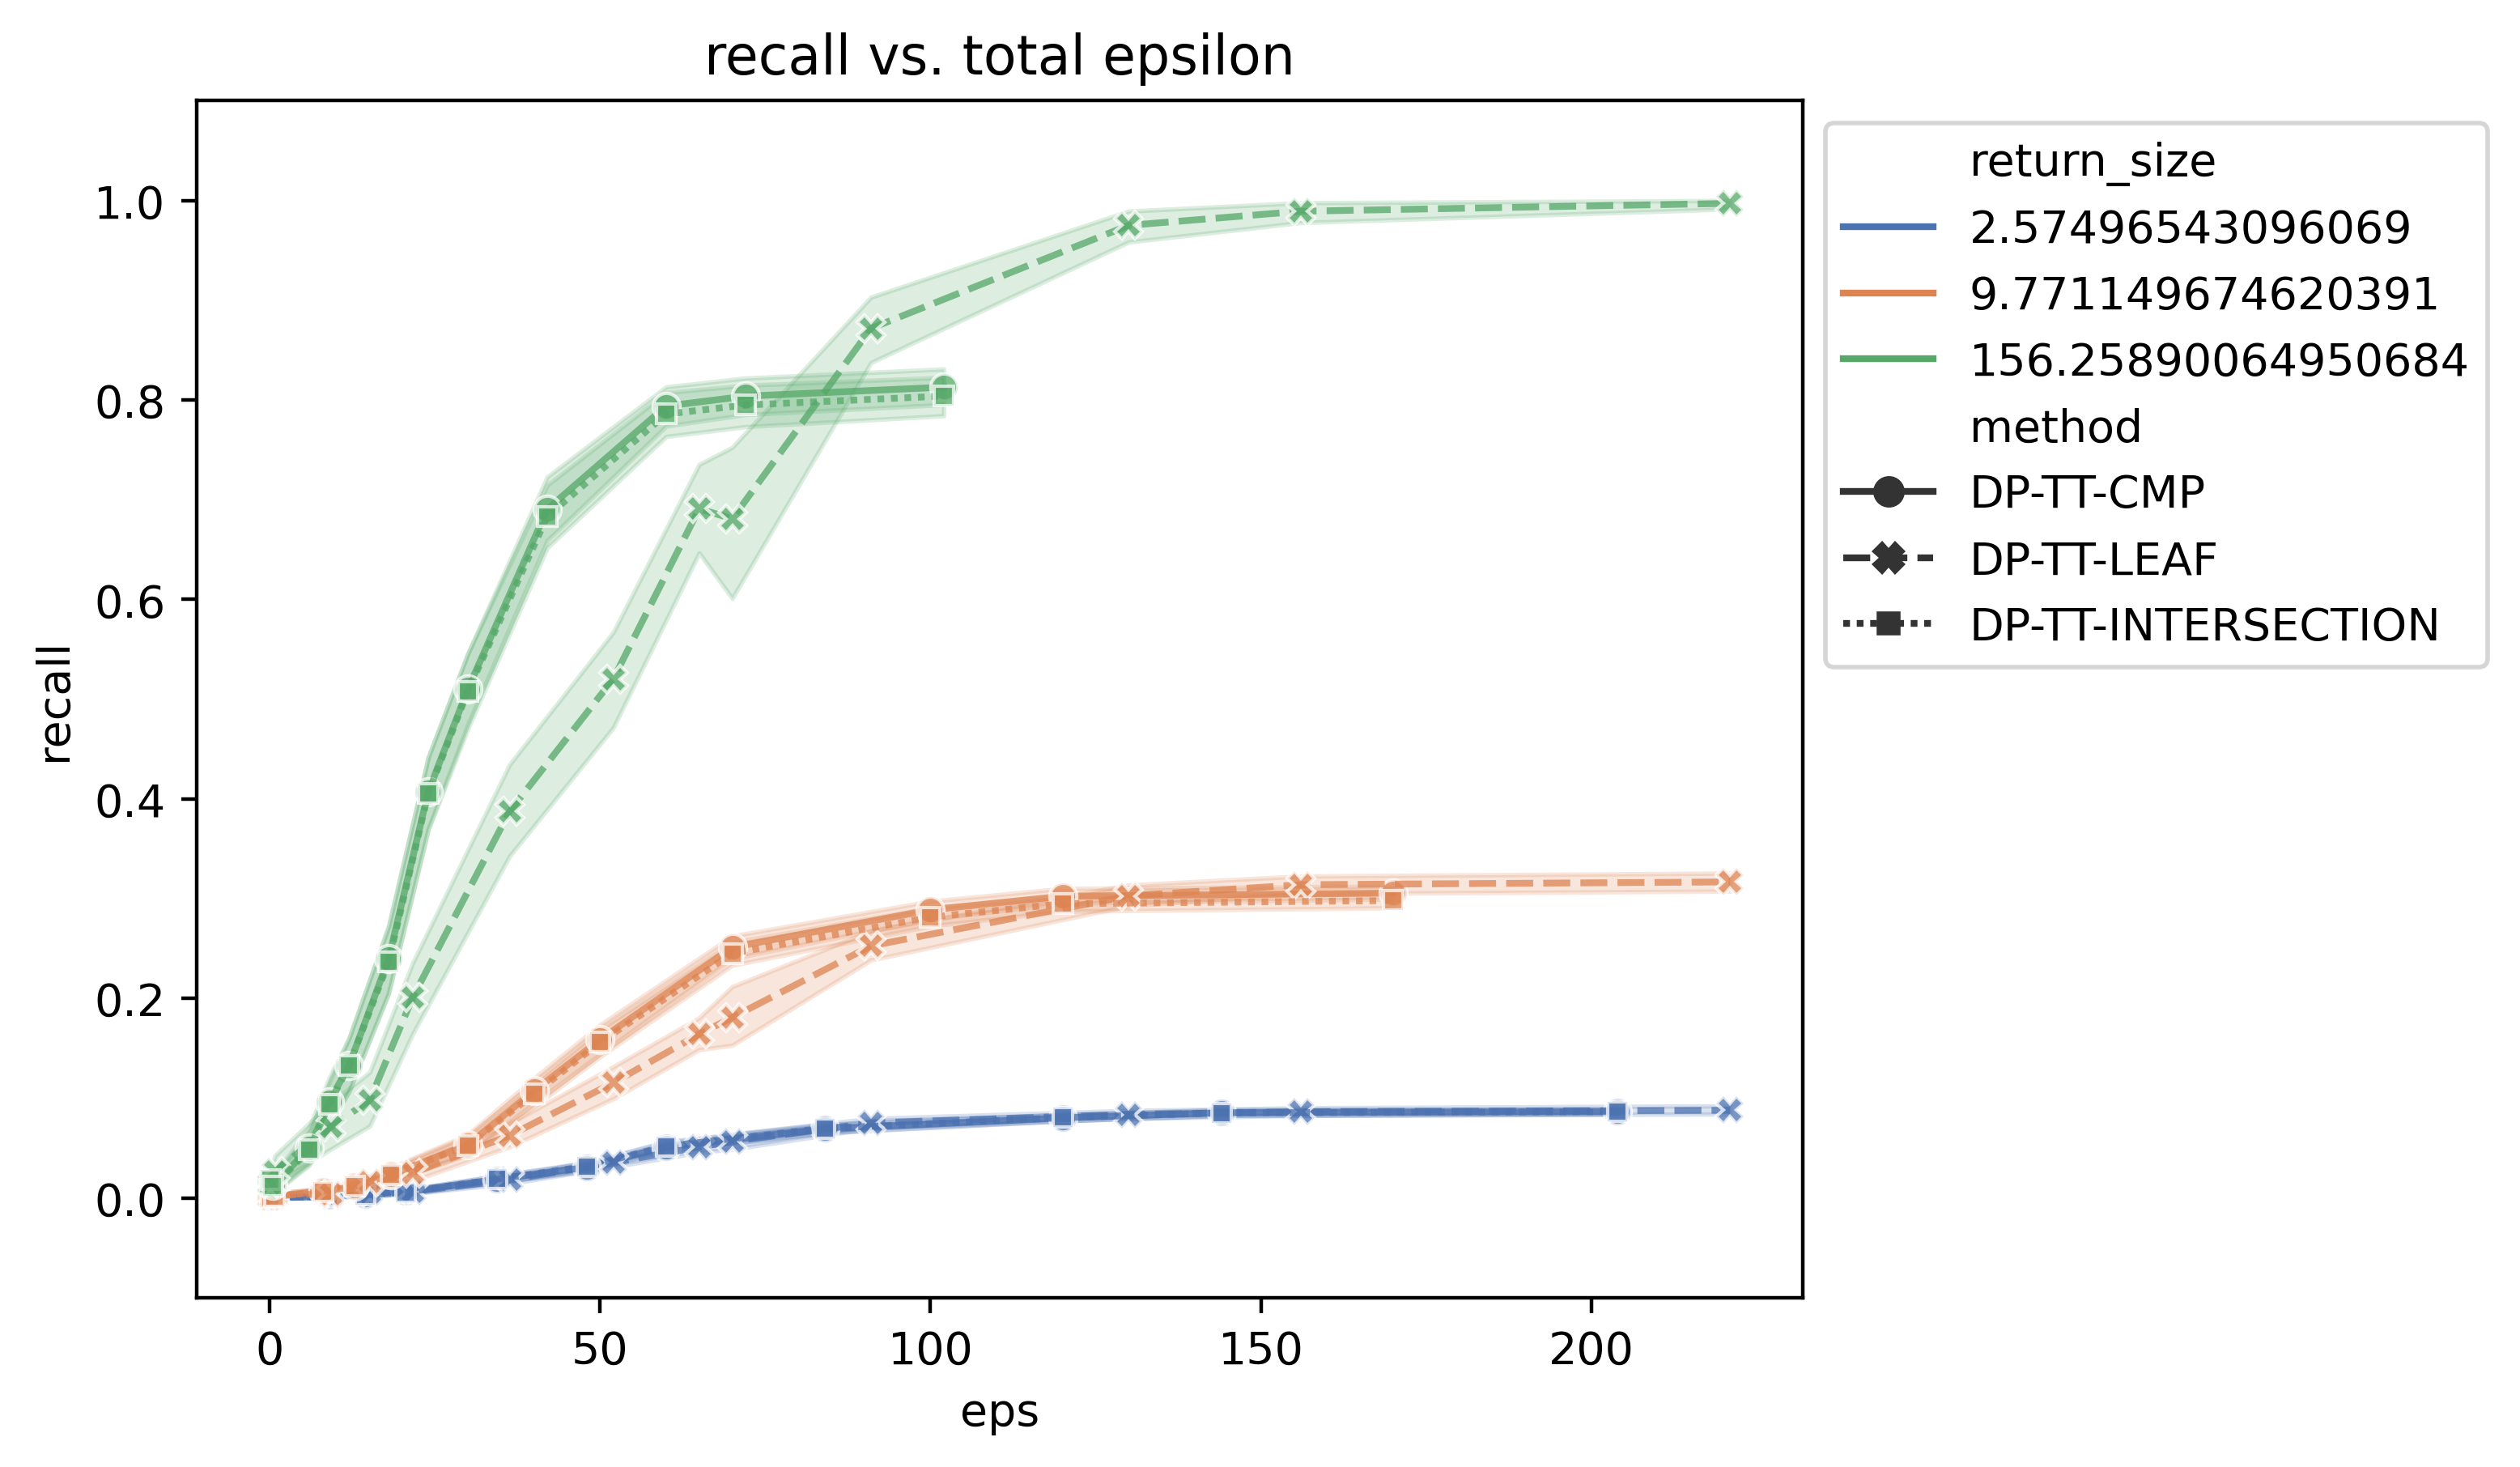 recall vs. total epsilon
return_size
2.57496543096069
9.771149674620391
156.25890064950684
method
DP-TT-CMP
DP-TT-LEAF
DP-TT-INTERSECTION
recall
1.0
0.8
0.6
0.4
0.2
0.0
0 50 100 150 200
eps